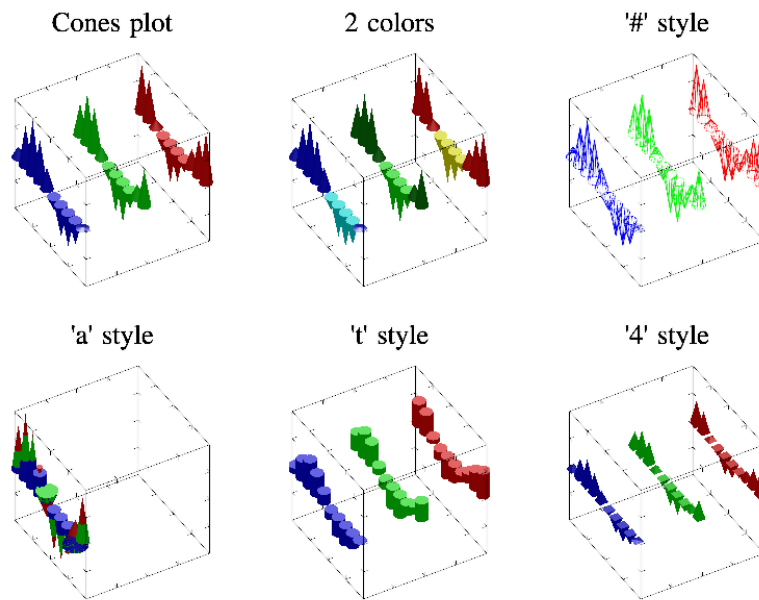 Cones plot
2 colors
'#' style
'a' style
't' style
'4' style